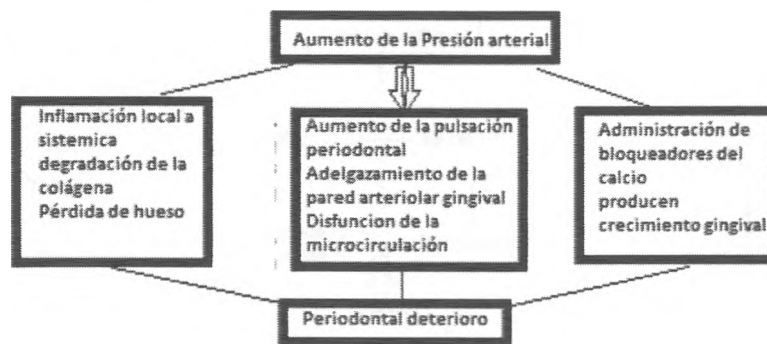 Aumento de la Presión arterial
Inflamación local a
sistemica
degradación de la
colágena
Pérdida de hueso
Aumento de la pulsación
periodontal
Adelgazamiento de la
pared arteriolar gingival
Disfuncion de la
microcirculación
Administración de
bloqueadores del
calcio
producen
crecimiento gingival
Periodontal deterioro